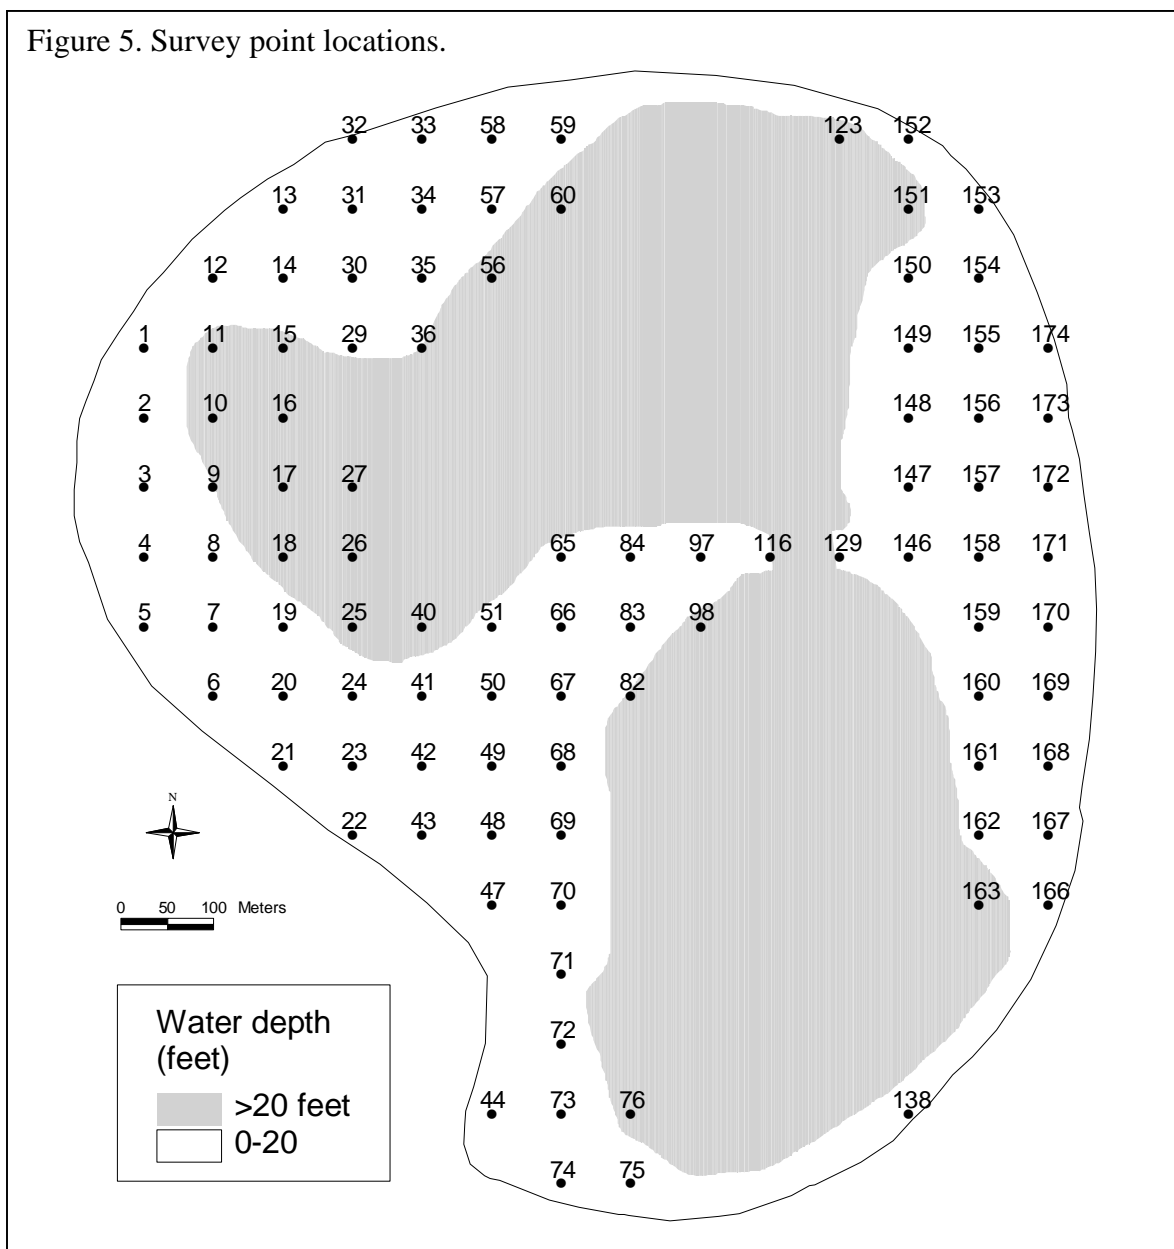 Figure 5. Survey point locations.
32 33 58 59 123 152
13 31 34 57 60 151 153
12 14 30 35 56 150 154
1 11 15 29 36 149 155 174
2 10 16 148 156 173
3 9 17 27 147 157 172
4 8 18 26 65 84 97 116 129 146 158 171
5 7 19 25 40 51 66 83 98 159 170
6 20 24 41 50 67 82 160 169
21 23 42 49 68 161 168
N
22 43 48 69 162 167
47 70 163 166
0 50 100 Meters
71
Water depth
(feet)
72
>20 feet
44 73 76 138
0-20
74 75